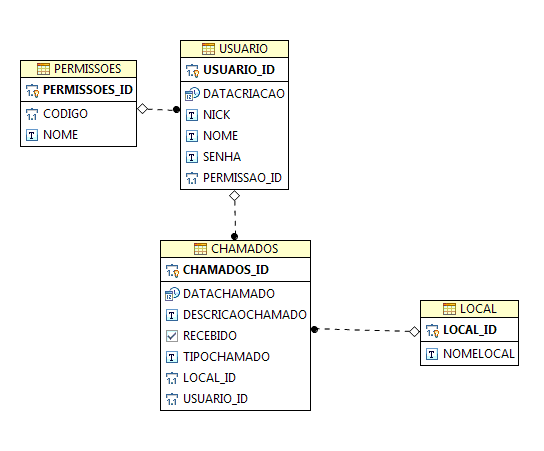 PERMISSOES
PERMISSOES_ID
CODIGO
NOME
USUARIO
USUARIO_ID
DATACRIACAO
NICK
NOME
SENHA
PERMISSAO_ID
CHAMADOS
CHAMADOS_ID
DATACHAMADO
DESCRICAOCHAMADO
RECEBIDO
TIPOCHAMADO
LOCAL_ID
USUARIO_ID
LOCAL
LOCAL_ID
NOMELOCAL